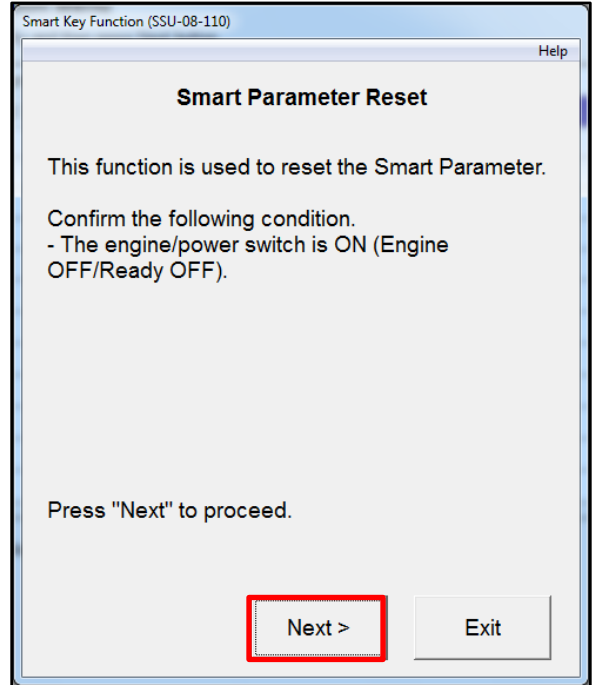 Smart Key Function (SSU-08-110)
Help
Smart Parameter Reset
This function is used to reset the Smart Parameter.
Confirm the following condition.
- The engine/power switch is ON (Engine
OFF/Ready OFF).
Press "Next" to proceed.
Next >
Exit